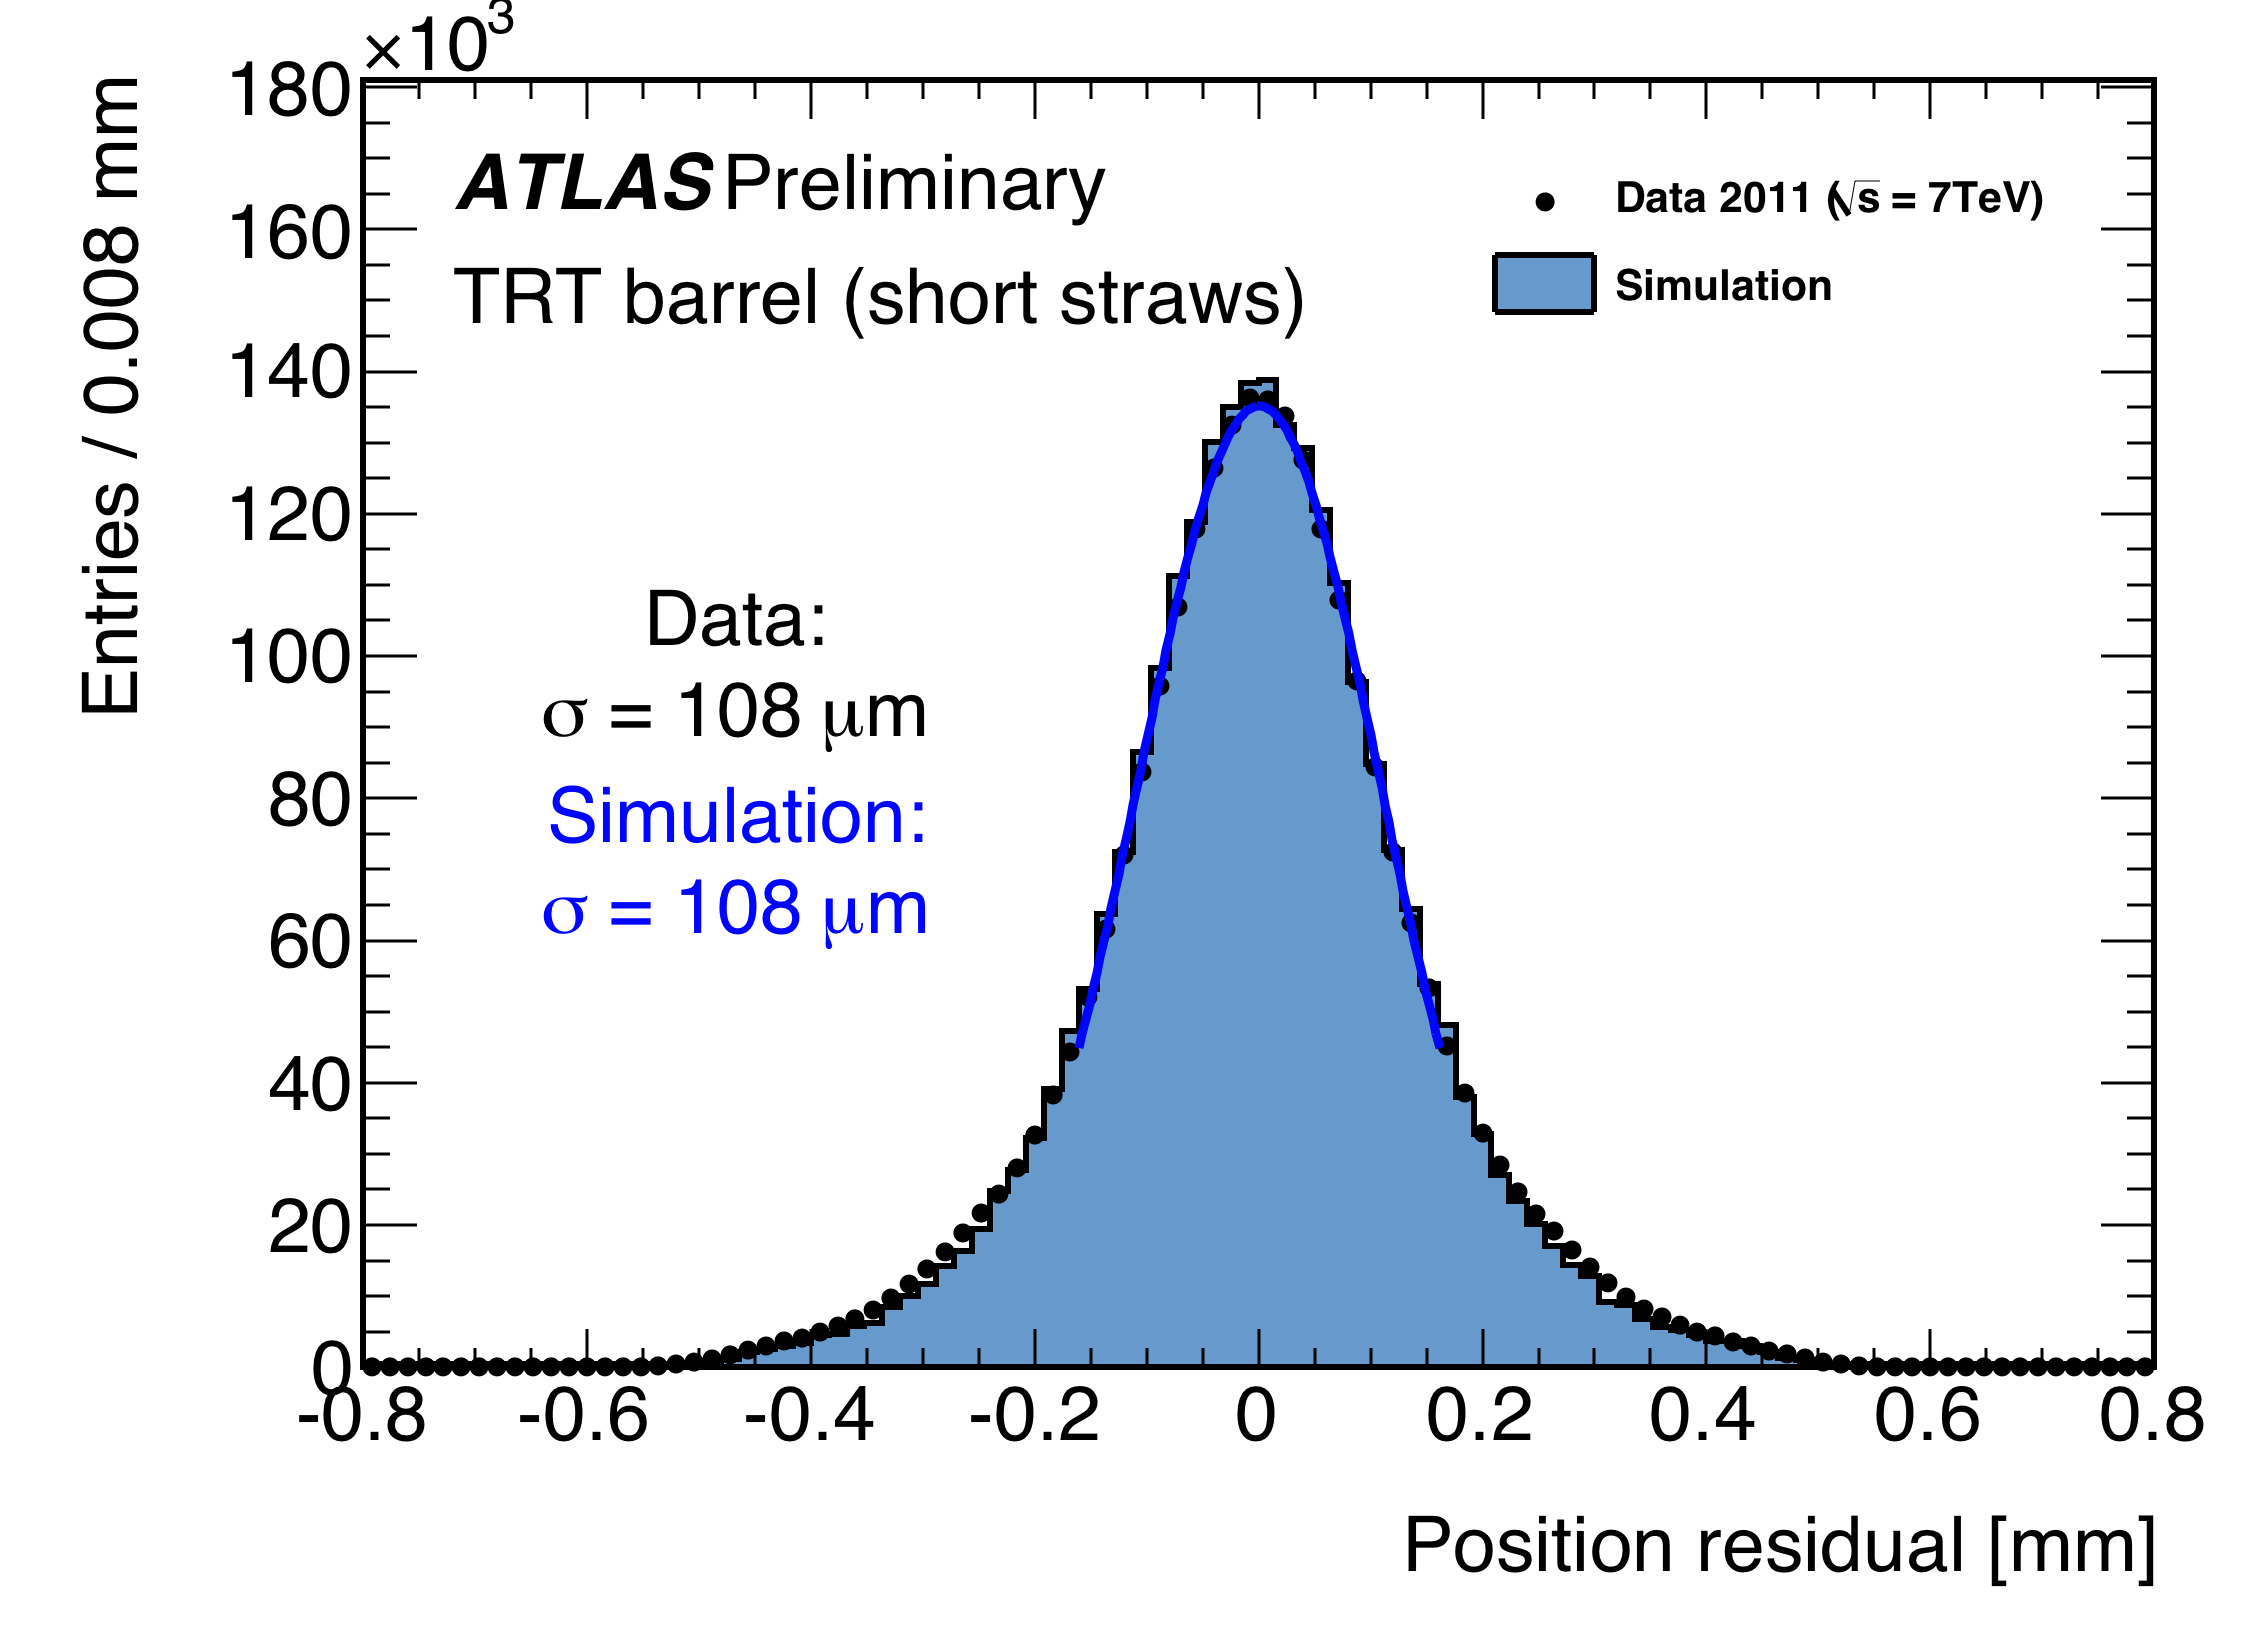 ×10³
180
160
140
120
100
80
60
40
20
0
Entries / 0.008 mm
ATLAS Preliminary
TRT barrel (short straws)
Data 2011 (√s = 7TeV)
Simulation
Data:
σ = 108 μm
Simulation:
σ = 108 μm
-0.8 -0.6 -0.4 -0.2 0 0.2 0.4 0.6 0.8
Position residual [mm]